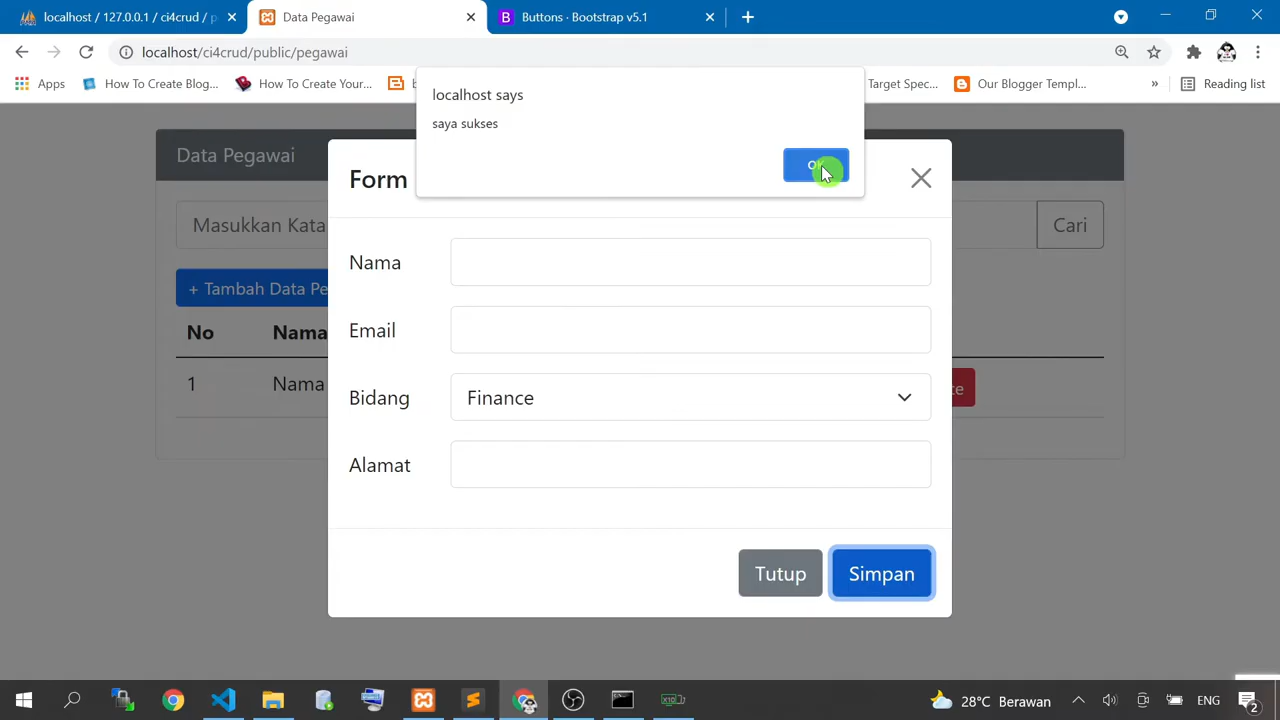 localhost / 127.0.0.1 / ci4crud / p
Data Pegawai
Buttons · Bootstrap v5.1
localhost/ci4crud/public/pegawai
Apps
How To Create Blog...
How To Create Your...
Target Spec...
Our Blogger Templ...
»
Reading list
localhost says
saya sukses
Data Pegawai
Form
Masukkan Kata
Cari
Nama
+ Tambah Data Pe
Email
No
Nama
1
Nama
Bidang
Finance
Alamat
Tutup
Simpan
28°C Berawan
ENG
2